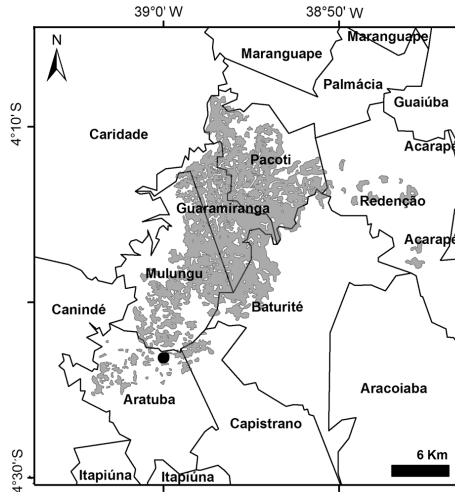 39°0' W
38°50' W
N
Maranguape
Maranguape
Palmácia
Guaiúba
4°10' S
Caridade
Acarape
Pacoti
Redenção
Guaramiranga
Acarape
Mulungu
Canindé
Baturité
Aratuba
Aracoiaba
Capistrano
6 Km
4°30' S
Itapiúna
Itapiúna